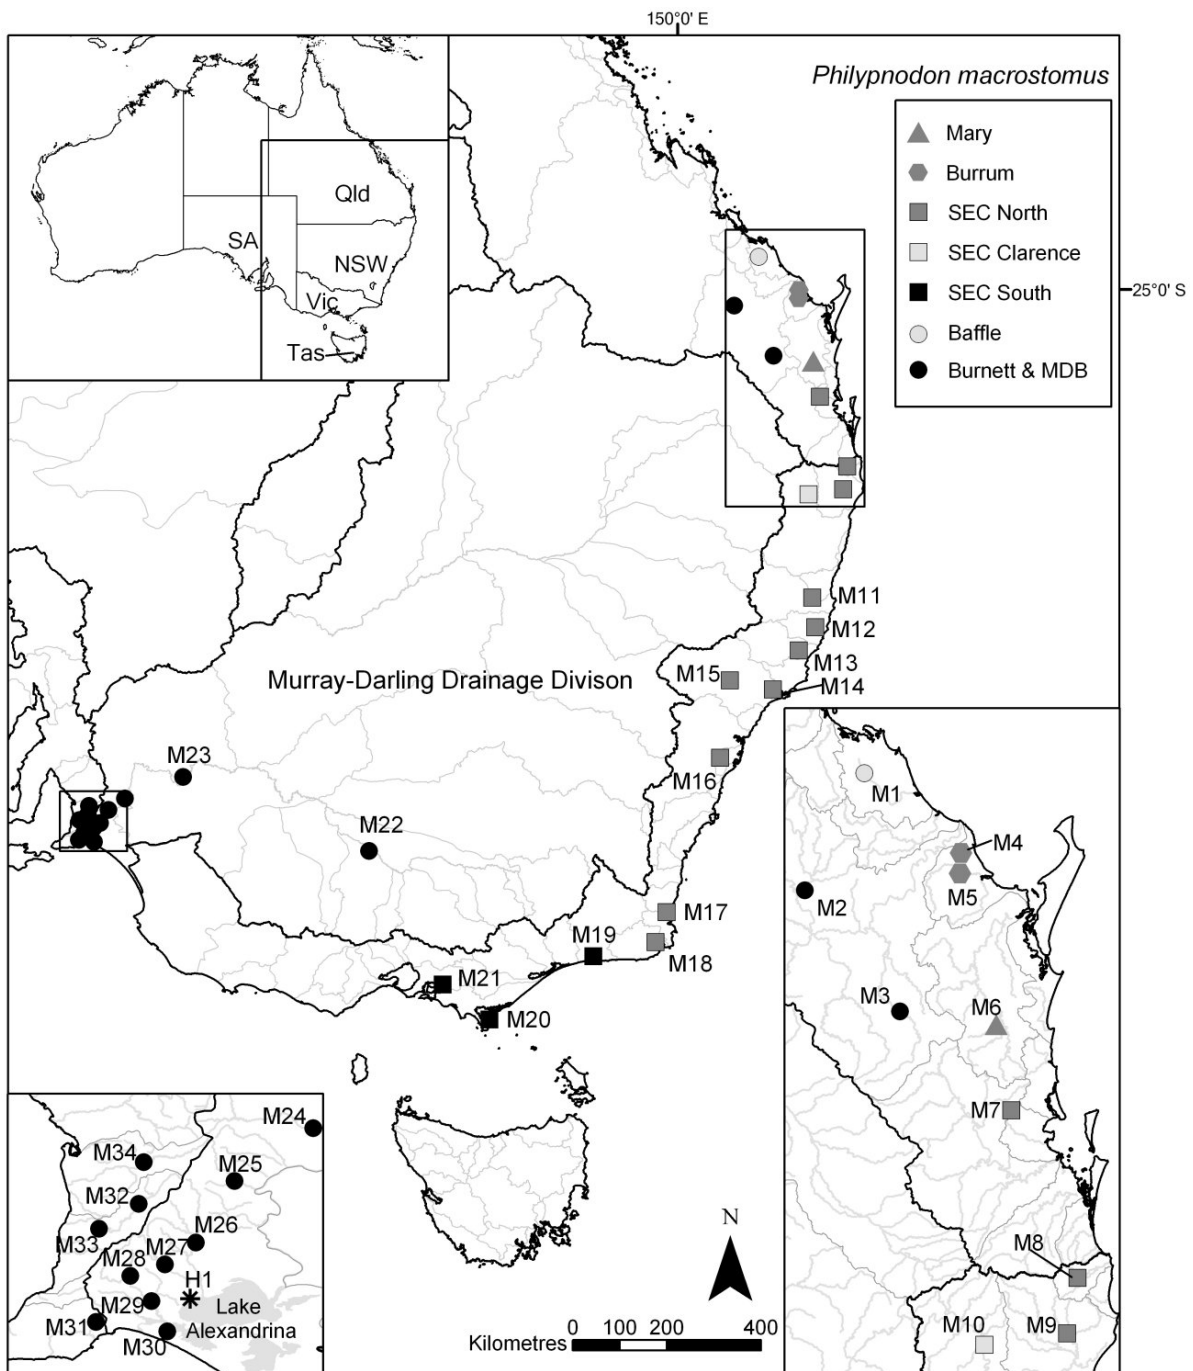 150°0' E
Philypnodon macrostomus
Mary
Burrum
SEC North
SEC Clarence
SEC South
Baffle
Burnett & MDB
Qld
SA
NSW
Vic
Tas
25°0' S
M11
M12
M13
M14
M15
M16
Murray-Darling Drainage Divison
M23
M22
M17
M18
M19
M21
M20
M1
M4
M5
M2
M3
M6
M7
M8
M9
M10
M24
M34
M25
M32
M33
M26
M27
M28
H1
M29
Lake
Alexandrina
M31
M30
N
Kilometres 0 100 200 400